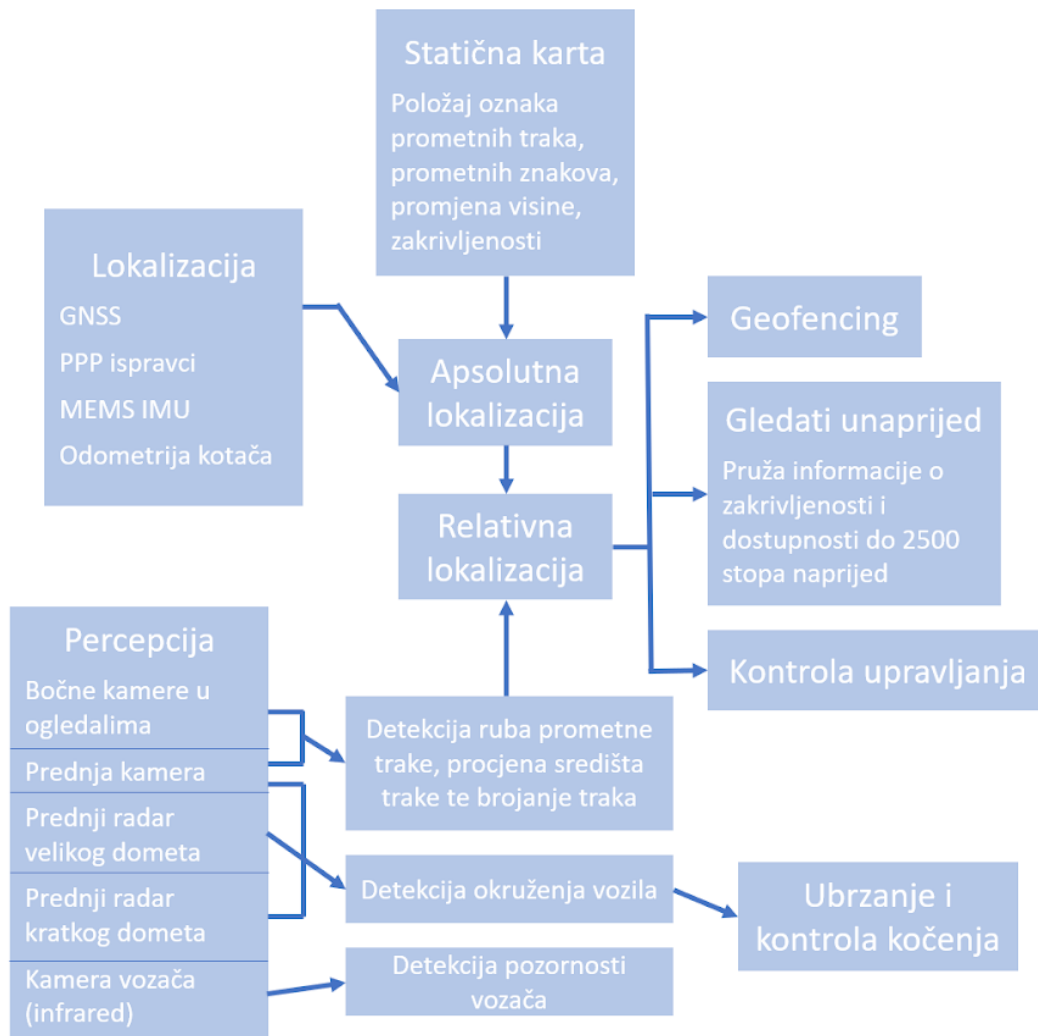 Statična karta
Položaj oznaka
prometnih traka,
prometnih znakova,
promjena visine,
zakrivljenosti
Lokalizacija
GNSS
PPP ispravci
MEMS IMU
Odometrija kotača
Apsolutna
lokalizacija
Relativna
lokalizacija
Geofencing
Gledati unaprijed
Pruža informacije o
zakrivljenosti i
dostupnosti do 2500
stopa naprijed
Kontrola upravljanja
Percepcija
Bočne kamere u
ogledalima
Prednja kamera
Prednji radar
velikog dometa
Prednji radar
kratkog dometa
Kamera vozača
(infrared)
Detekcija ruba prometne
trake, procjena središta
trake te brojanje traka
Detekcija okruženja vozila
Detekcija pozornosti
vozača
Ubrzanje i
kontrola kočenja